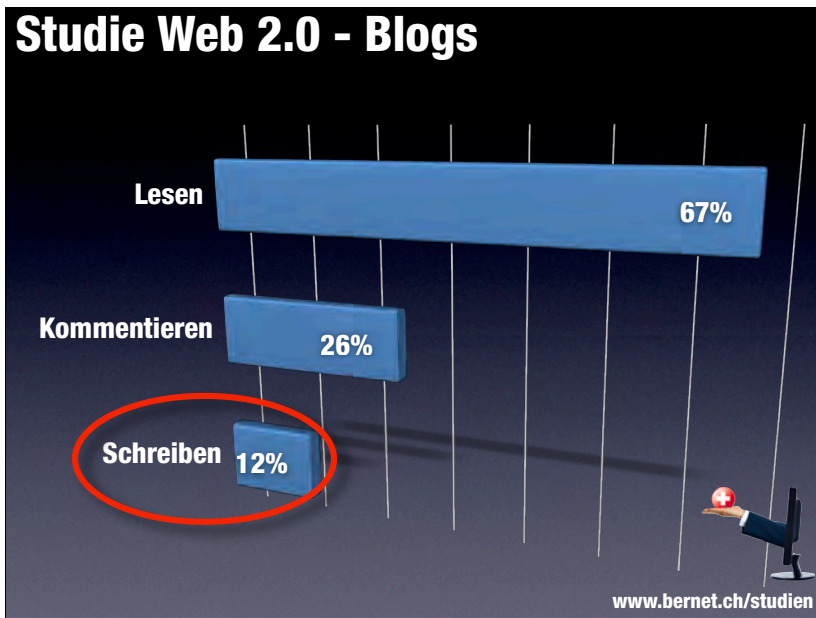 Studie Web 2.0 - Blogs
Lesen
67%
Kommentieren
26%
Schreiben
12%
www.bernet.ch/studien